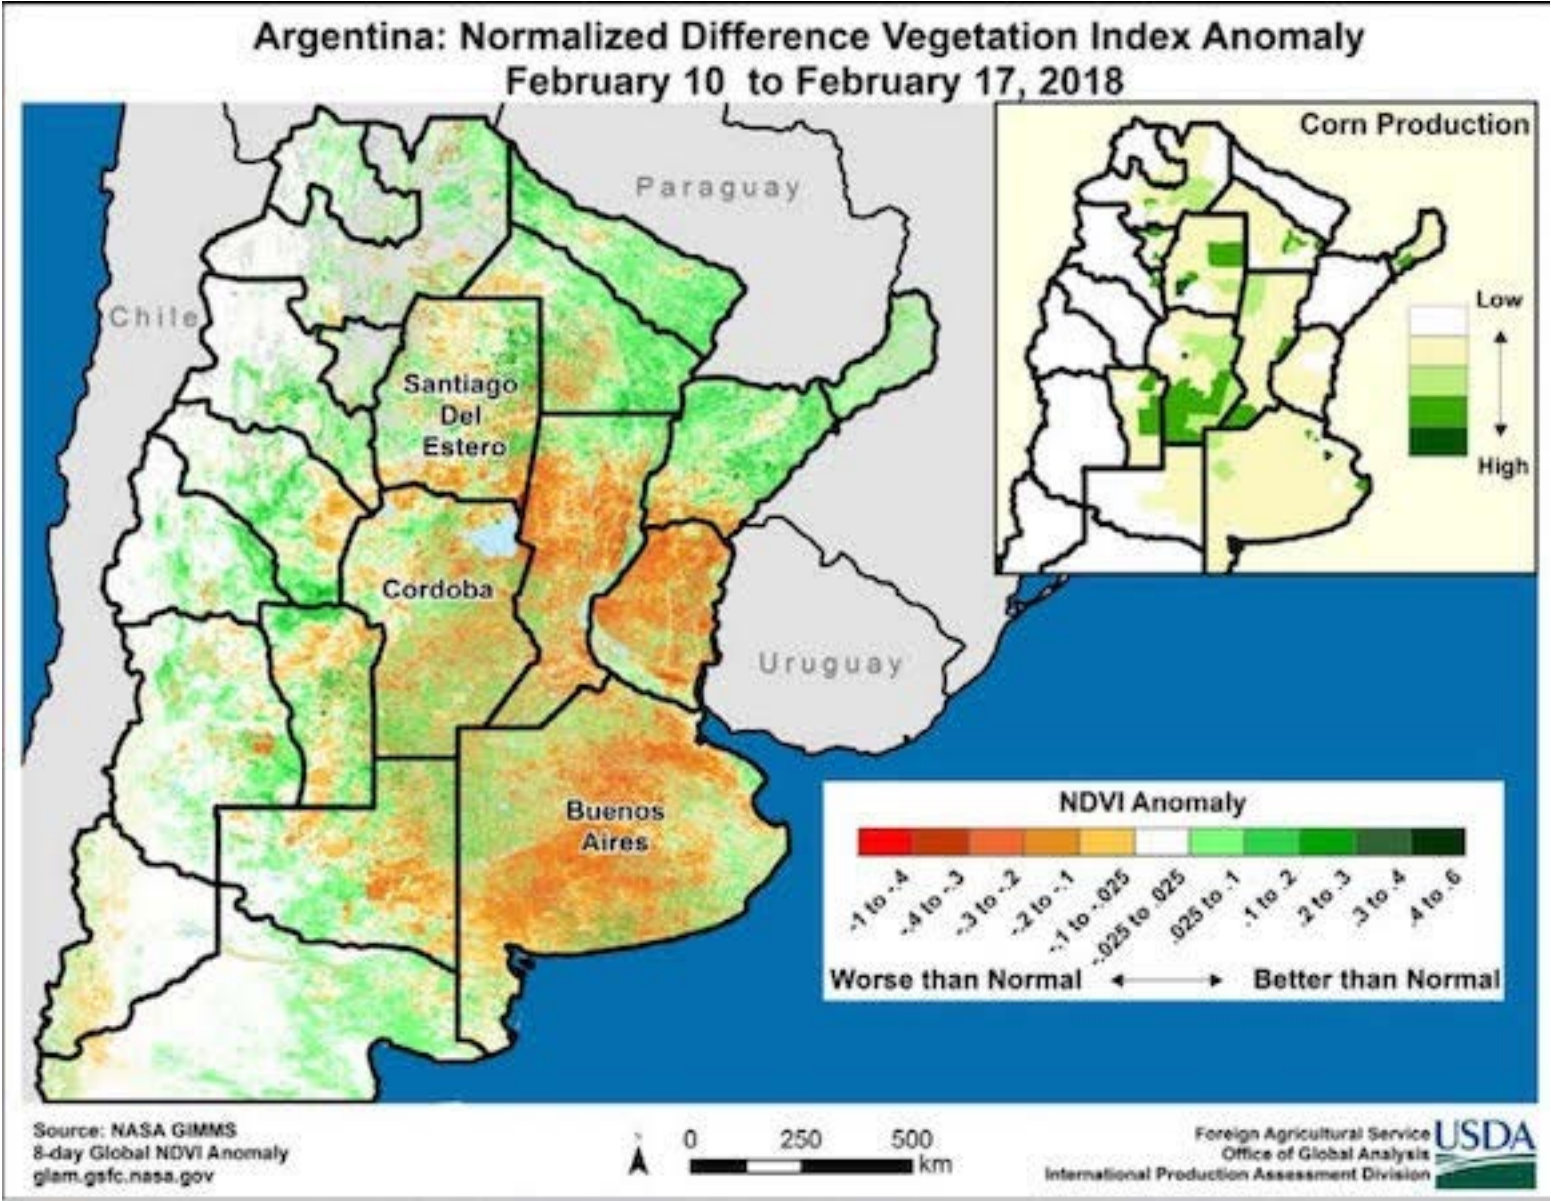 Argentina: Normalized Difference Vegetation Index Anomaly
February 10 to February 17, 2018
Corn Production
Paraguay
Low
High
Chile
Santiago
Del
Estero
Cordoba
Uruguay
Buenos
Aires
NDVI Anomaly
-1 to -.4
-.4 to -.3
-.3 to -.2
-.2 to -.1
-.1 to -.025
-.025 to .025
.025 to .1
.1 to .2
.2 to .3
.3 to .4
.4 to .6
Worse than Normal
Better than Normal
Source: NASA GIMMS
8-day Global NDVI Anomaly
glam.gsfc.nasa.gov
0 250 500
km
Foreign Agricultural Service
Office of Global Analysis
International Production Assessment Division
USDA